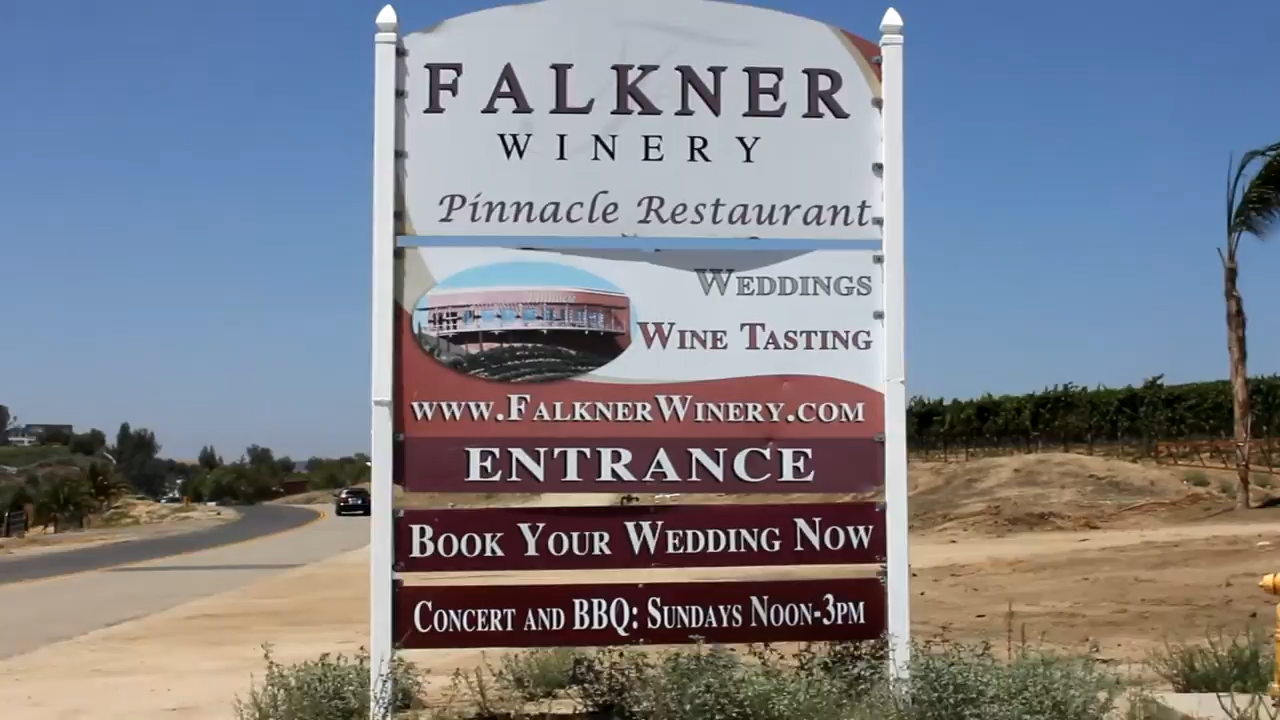 FALKNER
WINERY
Pinnacle Restaurant
WEDDINGS
WINE TASTING
WWW.FALKNERWINERY.COM
ENTRANCE
BOOK YOUR WEDDING NOW
CONCERT AND BBQ: SUNDAYS NOON-3PM